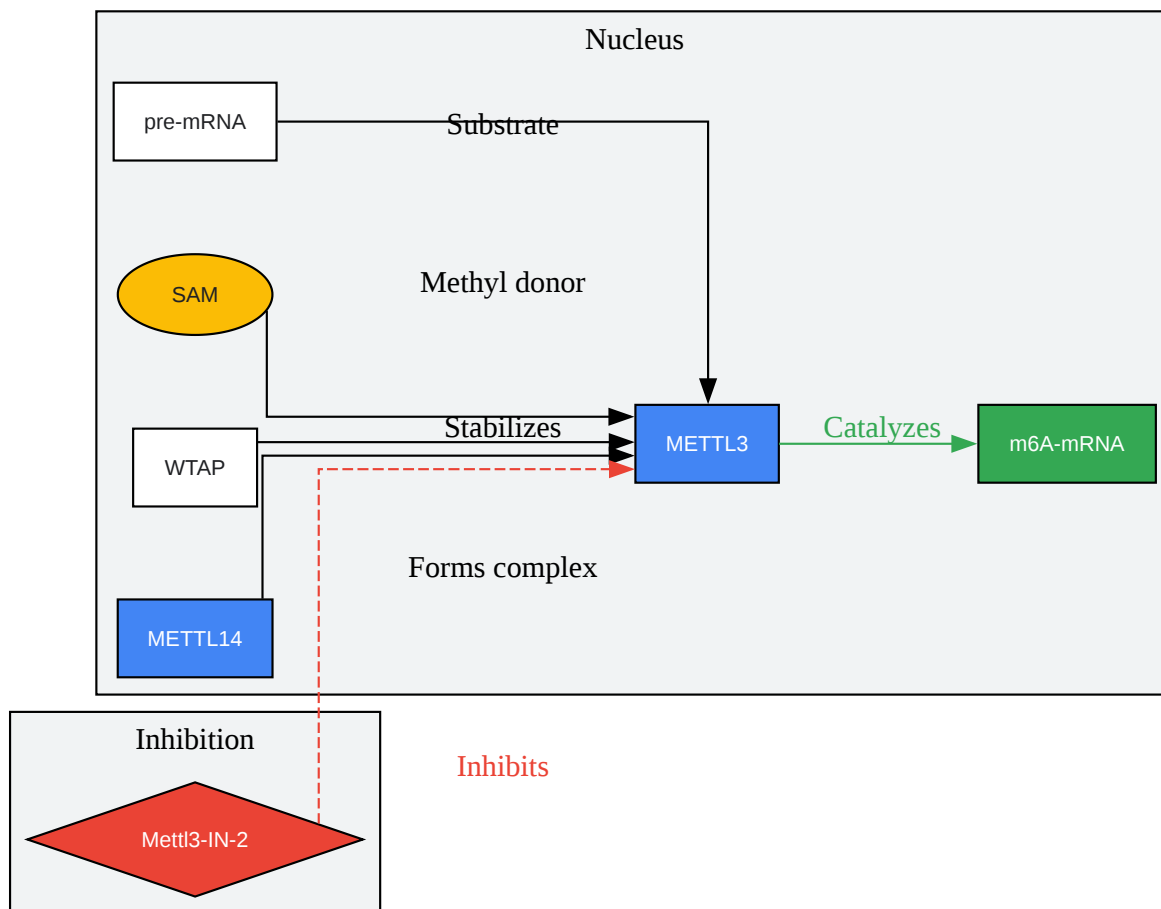 Nucleus
pre-mRNA
Substrate
SAM
Methyl donor
WTAP
Stabilizes
METTL3
Catalyzes
m6A-mRNA
Forms complex
METTL14
Inhibition
Inhibits
Mettl3-IN-2